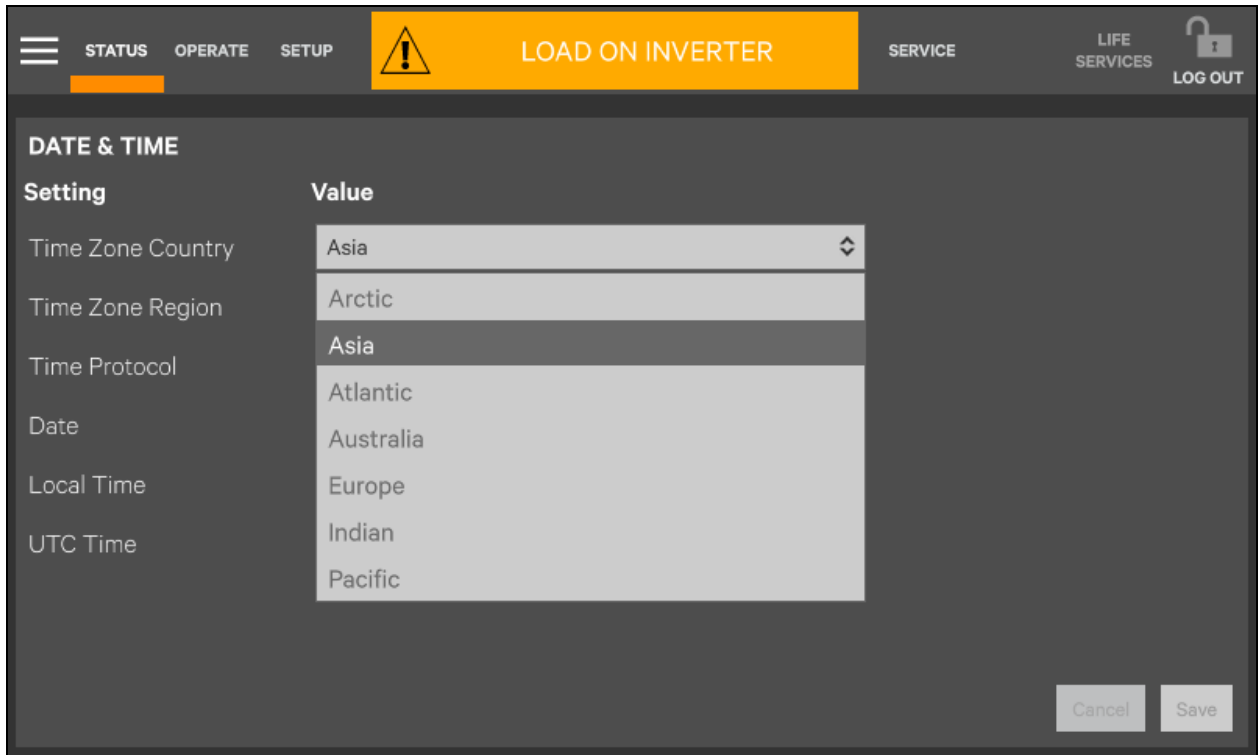 STATUS OPERATE SETUP LOAD ON INVERTER SERVICE LIFE SERVICES LOG OUT
DATE & TIME
Setting Value
Time Zone Country Asia
Time Zone Region Arctic
Asia
Time Protocol
Atlantic
Date Australia
Local Time Europe
Indian
UTC Time
Pacific
Cancel Save